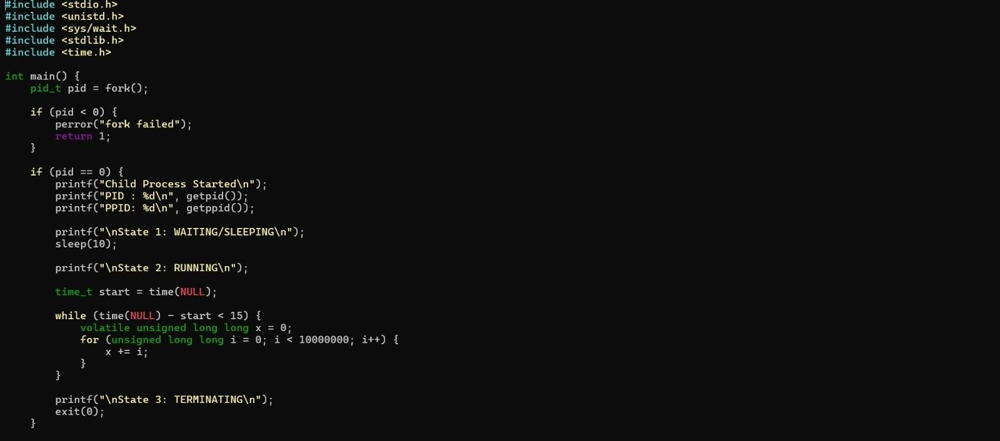 #include <stdio.h>
#include <unistd.h>
#include <sys/wait.h>
#include <stdlib.h>
#include <time.h>

int main() {
    pid_t pid = fork();

    if (pid < 0) {
        perror("fork failed");
        return 1;
    }

    if (pid == 0) {
        printf("Child Process Started\n");
        printf("PID : %d\n", getpid());
        printf("PPID: %d\n", getppid());

        printf("\nState 1: WAITING/SLEEPING\n");
        sleep(10);

        printf("\nState 2: RUNNING\n");

        time_t start = time(NULL);

        while (time(NULL) - start < 15) {
            volatile unsigned long long x = 0;
            for (unsigned long long i = 0; i < 10000000; i++) {
                x += i;
            }
        }

        printf("\nState 3: TERMINATING\n");
        exit(0);
    }